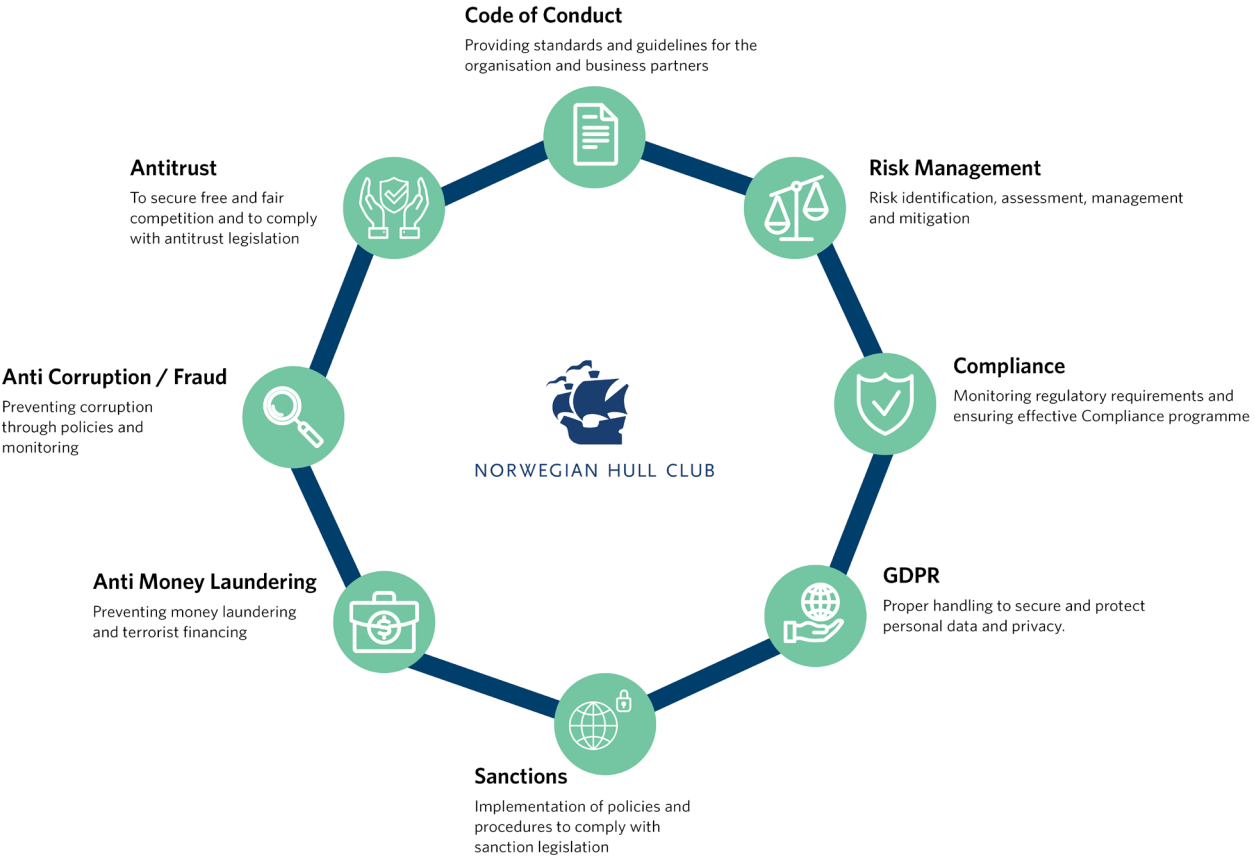 Code of Conduct
Providing standards and guidelines for the
organisation and business partners
Antitrust
To secure free and fair
competition and to comply
with antitrust legislation
Risk Management
Risk identification, assessment, management
and mitigation
Anti Corruption / Fraud
Preventing corruption
through policies and
monitoring
Compliance
Monitoring regulatory requirements and
ensuring effective Compliance programme
NORWEGIAN HULL CLUB
Anti Money Laundering
Preventing money laundering
and terrorist financing
$
GDPR
Proper handling to secure and protect
personal data and privacy.
Sanctions
Implementation of policies and
procedures to comply with
sanction legislation